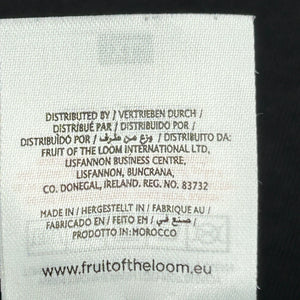 DISTRIBUTED BY / VERTRIEBEN DURCH /
DISTRIBUÉ PAR / DISTRIBUIDO POR /
DISTRIBUÍDO POR / وزع من طرف / DISTRIBUITO DA:
FRUIT OF THE LOOM INTERNATIONAL LTD,
LISFANNON BUSINESS CENTRE,
LISFANNON, BUNCRANA,
CO. DONEGAL, IRELAND. REG. NO. 83732
MADE IN / HERGESTELLT IN / FABRIQUE AU /
FABRICADO EN / FEITO EM / صنع في /
PRODOTTO IN: MOROCCO
www.fruitoftheloom.eu